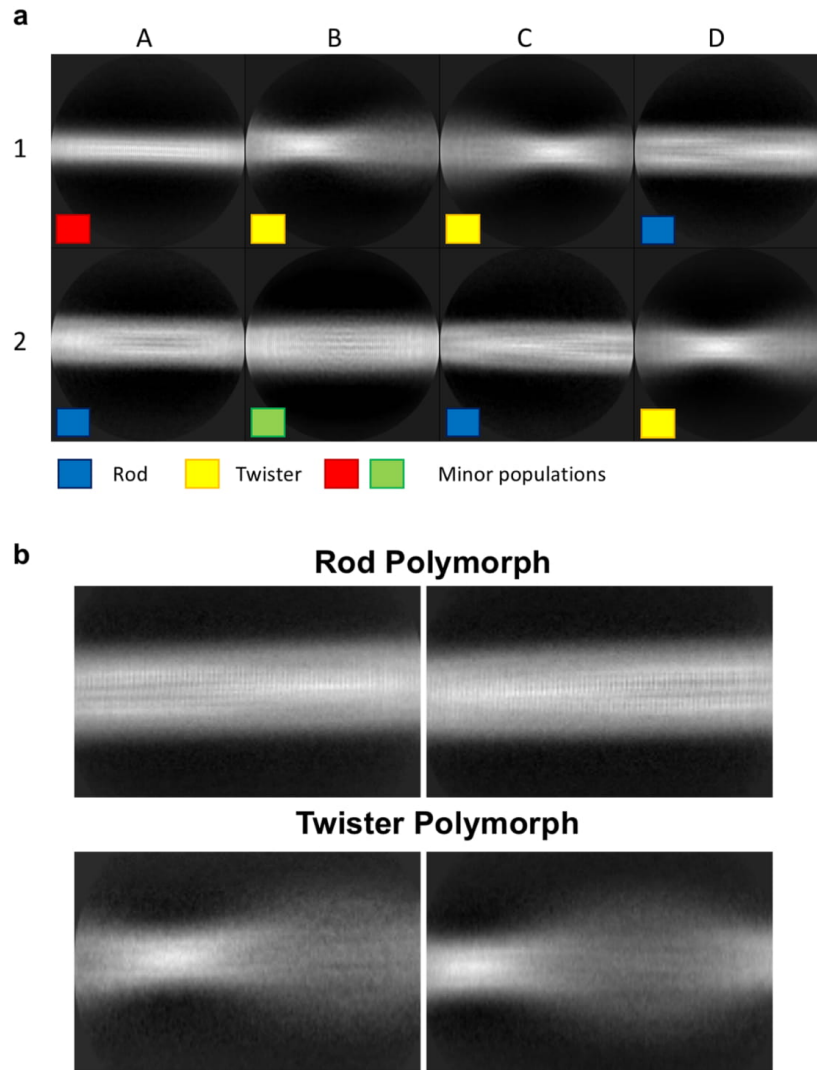 a
A B C D
1
2
Rod Twister Minor populations
b
Rod Polymorph
Twister Polymorph